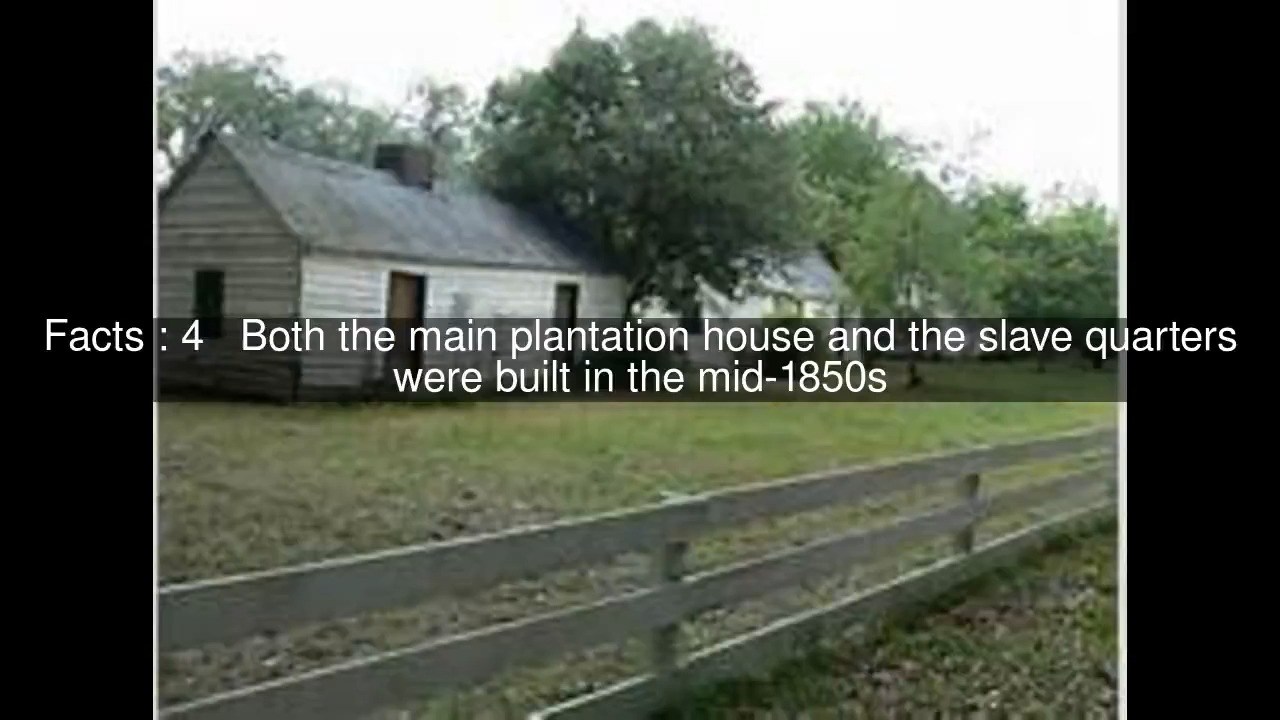 Facts : 4   Both the main plantation house and the slave quarters
were built in the mid-1850s